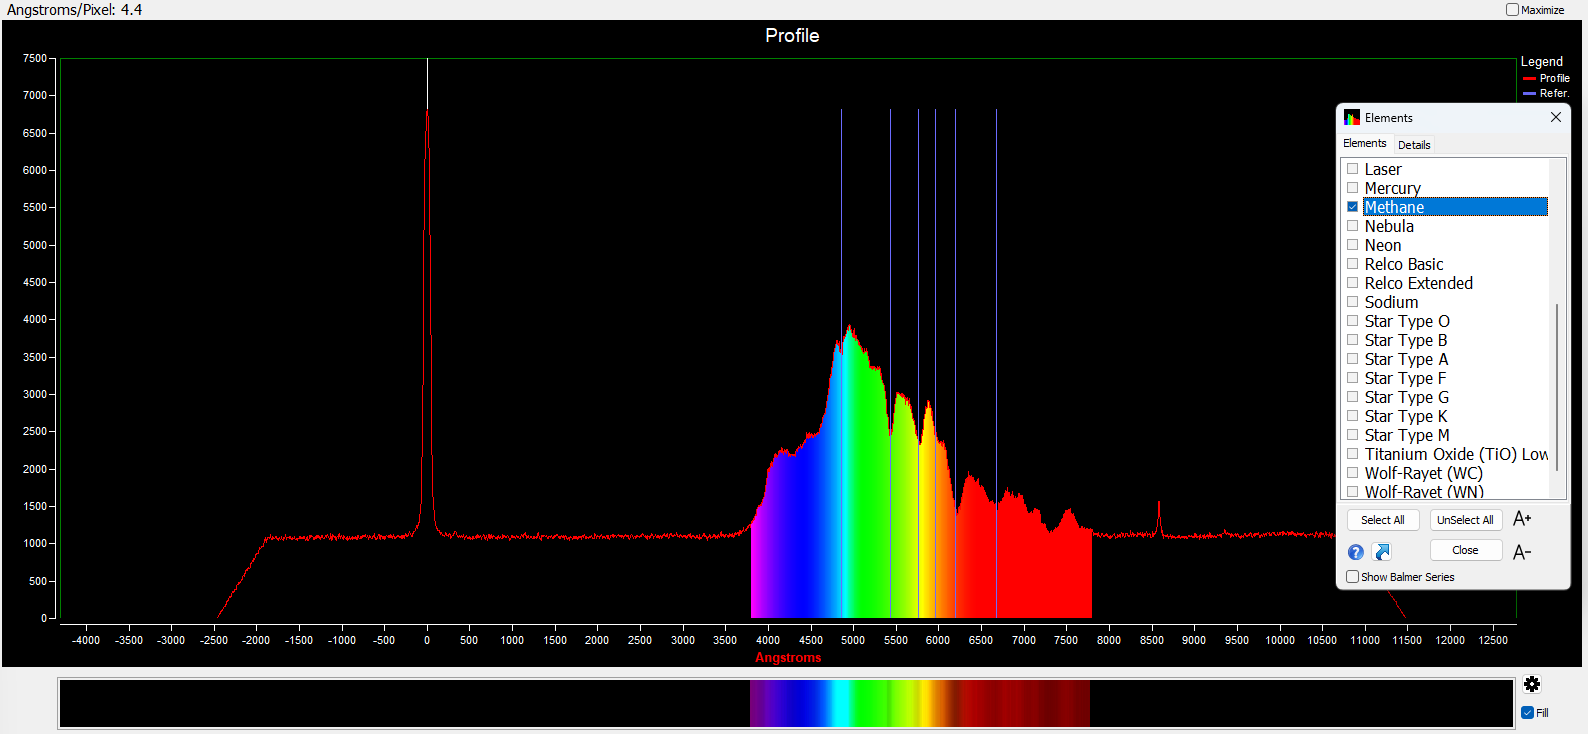 Angstroms/Pixel: 4.4
Maximize
Profile
Legend
Profile
Refer.
7500
7000
6500
6000
5500
5000
4500
4000
3500
3000
2500
2000
1500
1000
500
0
-4000 -3500 -3000 -2500 -2000 -1500 -1000 -500 0 500 1000 1500 2000 2500 3000 3500 4000 4500 5000 5500 6000 6500 7000 7500 8000 8500 9000 9500 10000 10500 11000 11500 12000 12500
Angstroms
Elements
Elements Details
Laser
Mercury
Methane
Nebula
Neon
Relco Basic
Relco Extended
Sodium
Star Type O
Star Type B
Star Type A
Star Type F
Star Type G
Star Type K
Star Type M
Titanium Oxide (TiO) Low
Wolf-Rayet (WC)
Wolf-Rayet (WN)
Select All UnSelect All A+
? Close A-
Show Balmer Series
Fill